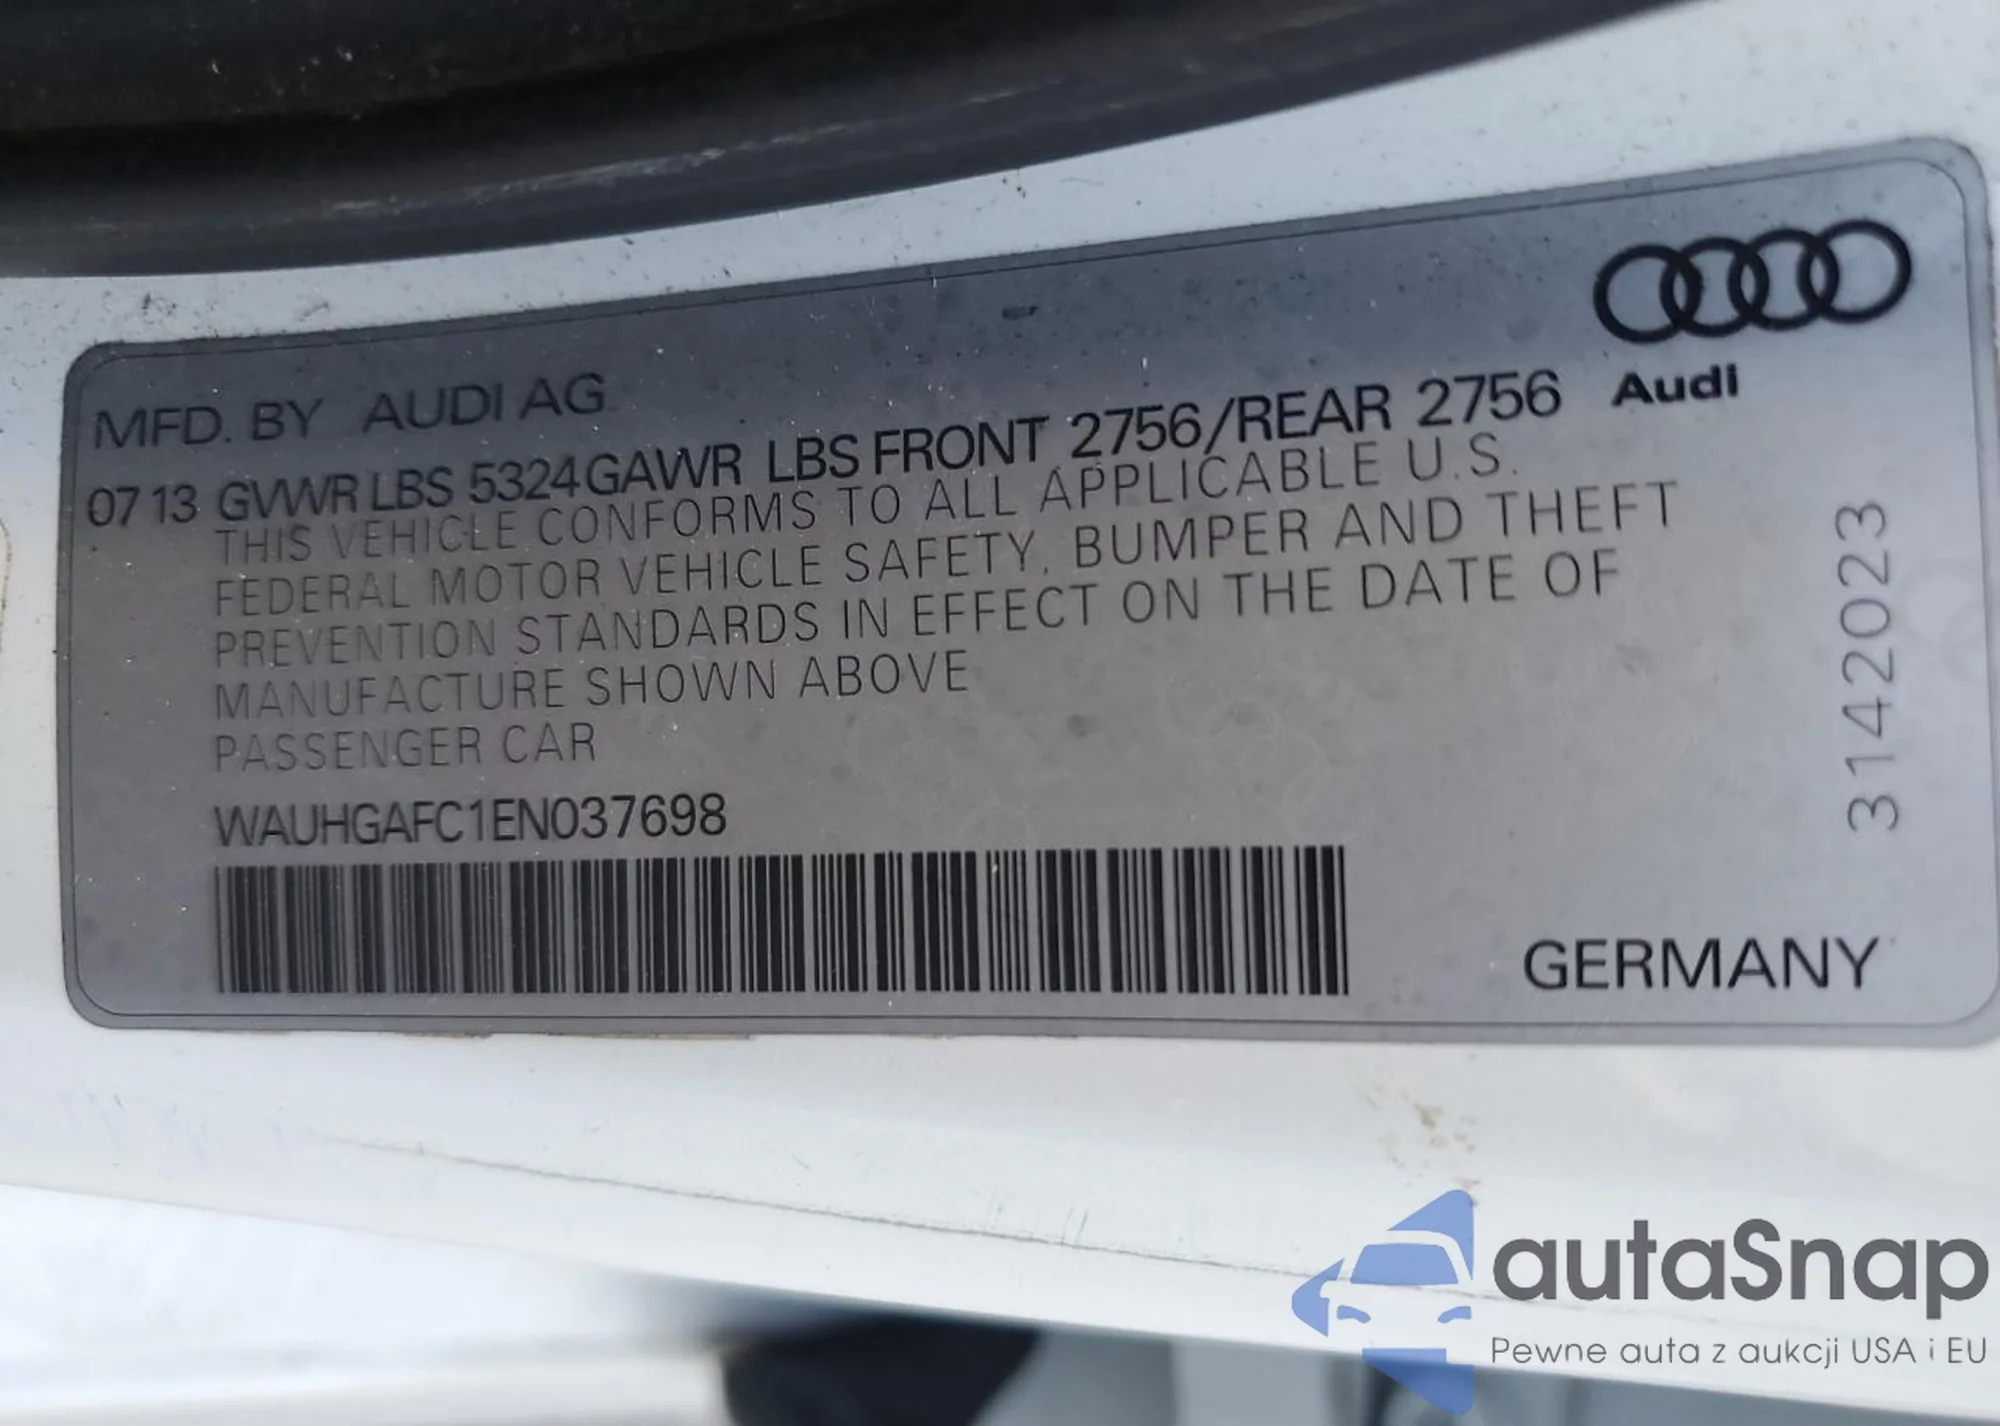 MFD. BY AUDI AG
Audi
07 13 GVWR LBS 5324 GAWR LBS FRONT 2756/REAR 2756
THIS VEHICLE CONFORMS TO ALL APPLICABLE U.S.
FEDERAL MOTOR VEHICLE SAFETY, BUMPER AND THEFT
PREVENTION STANDARDS IN EFFECT ON THE DATE OF
MANUFACTURE SHOWN ABOVE
PASSENGER CAR
WAUHGAFC1EN037698
GERMANY
3142023
autaSnap
Pewne auta z aukcji USA i EU